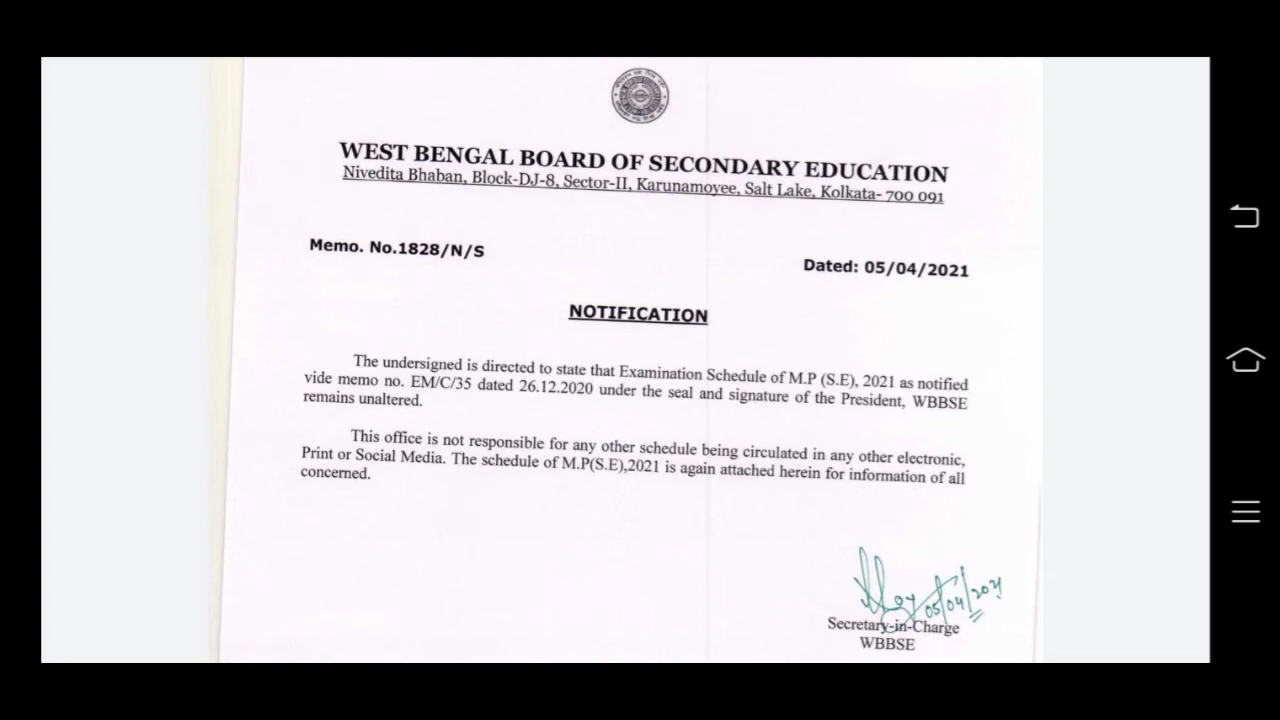 WEST BENGAL BOARD OF SECONDARY EDUCATION
Nivedita Bhaban, Block-DJ-8, Sector-II, Karunamoyee, Salt Lake, Kolkata- 700 091
Memo. No.1828/N/S
Dated: 05/04/2021
NOTIFICATION
The undersigned is directed to state that Examination Schedule of M.P (S.E), 2021 as notified
vide memo no. EM/C/35 dated 26.12.2020 under the seal and signature of the President, WBBSE
remains unaltered.
This office is not responsible for any other schedule being circulated in any other electronic,
Print or Social Media. The schedule of M.P(S.E),2021 is again attached herein for information of all
concerned.
05/04/2021
Secretary-in-Charge
WBBSE